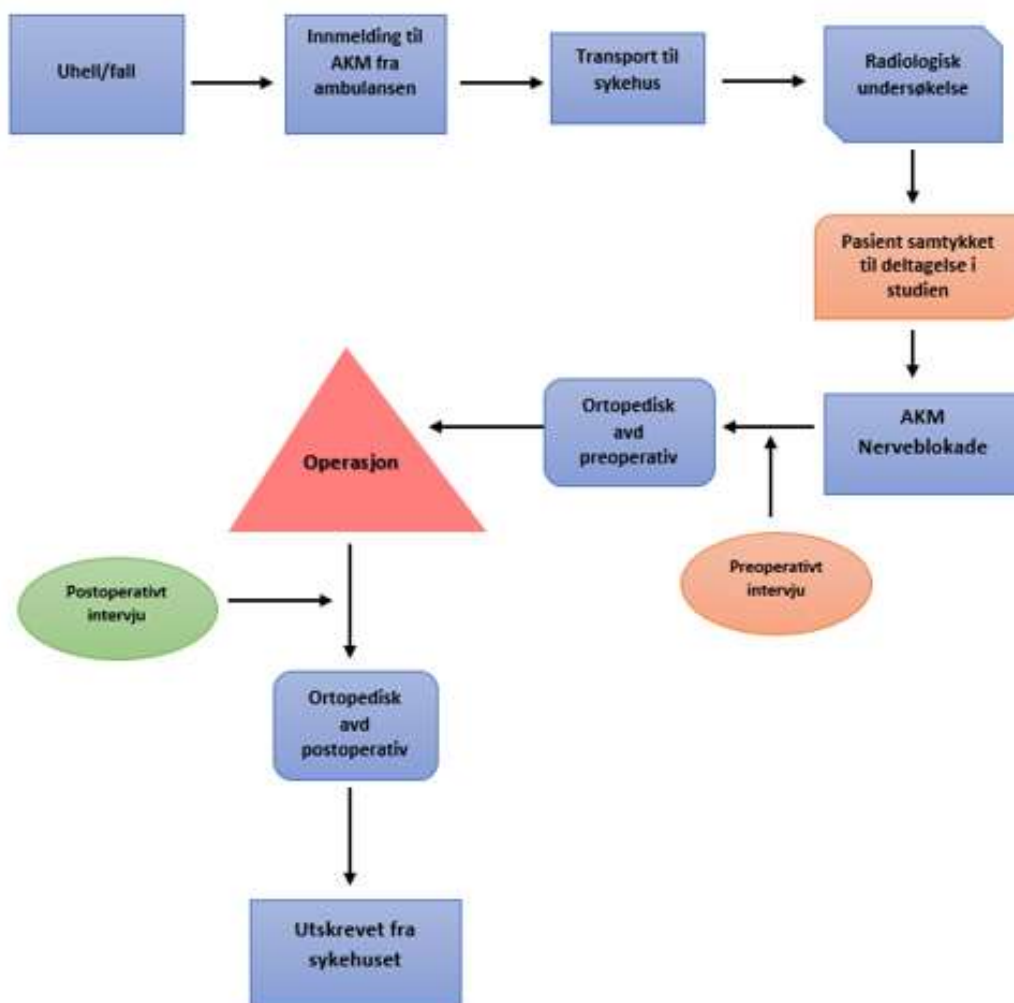 Uhell/fall
Innmelding til
AKM fra
ambulansen
Transport til
sykehus
Radiologisk
undersøkelse
Pasient samtykket
til deltagelse i
studien
AKM
Nerveblokade
Ortopedisk
avd
preoperativ
Operasjon
Preoperativt
intervju
Postoperativt
intervju
Ortopedisk
avd
postoperativ
Utskrevet fra
sykehuset